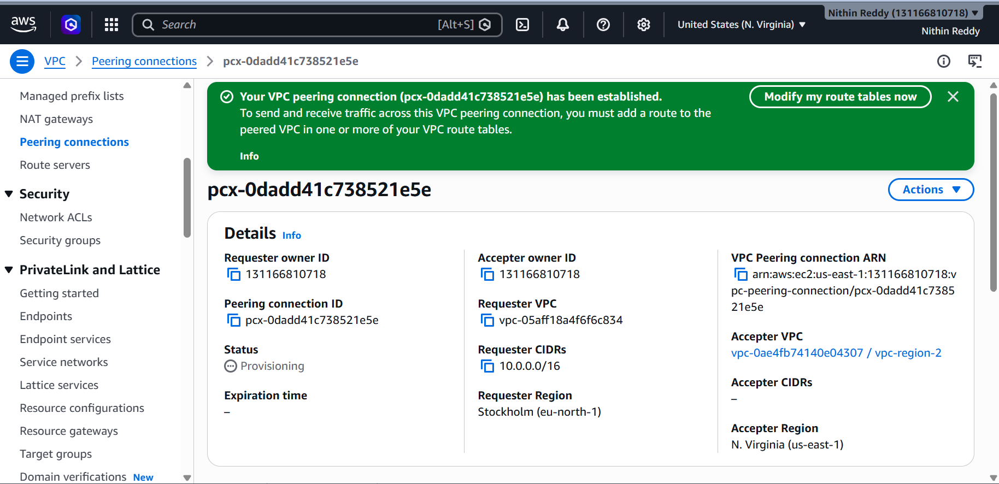 aws
Search
[Alt+S]
United States (N. Virginia)
Nithin Reddy (131166810718)
Nithin Reddy
VPC
Peering connections
pcx-0dadd41c738521e5e
Managed prefix lists
NAT gateways
Peering connections
Route servers
Security
Network ACLs
Security groups
PrivateLink and Lattice
Getting started
Endpoints
Endpoint services
Service networks
Lattice services
Resource configurations
Resource gateways
Target groups
Domain verifications New
Your VPC peering connection (pcx-0dadd41c738521e5e) has been established.
To send and receive traffic across this VPC peering connection, you must add a route to the
peered VPC in one or more of your VPC route tables.
Info
Modify my route tables now
pcx-0dadd41c738521e5e
Actions
Details Info
Requester owner ID
131166810718
Peering connection ID
pcx-0dadd41c738521e5e
Status
Provisioning
Expiration time
–
Accepter owner ID
131166810718
Requester VPC
vpc-05aff18a4f6f6c834
Requester CIDRs
10.0.0.0/16
Requester Region
Stockholm (eu-north-1)
VPC Peering connection ARN
arn:aws:ec2:us-east-1:131166810718:v
pc-peering-connection/pcx-0dadd41c7385
21e5e
Accepter VPC
vpc-0ae4fb74140e04307 / vpc-region-2
Accepter CIDRs
–
Accepter Region
N. Virginia (us-east-1)